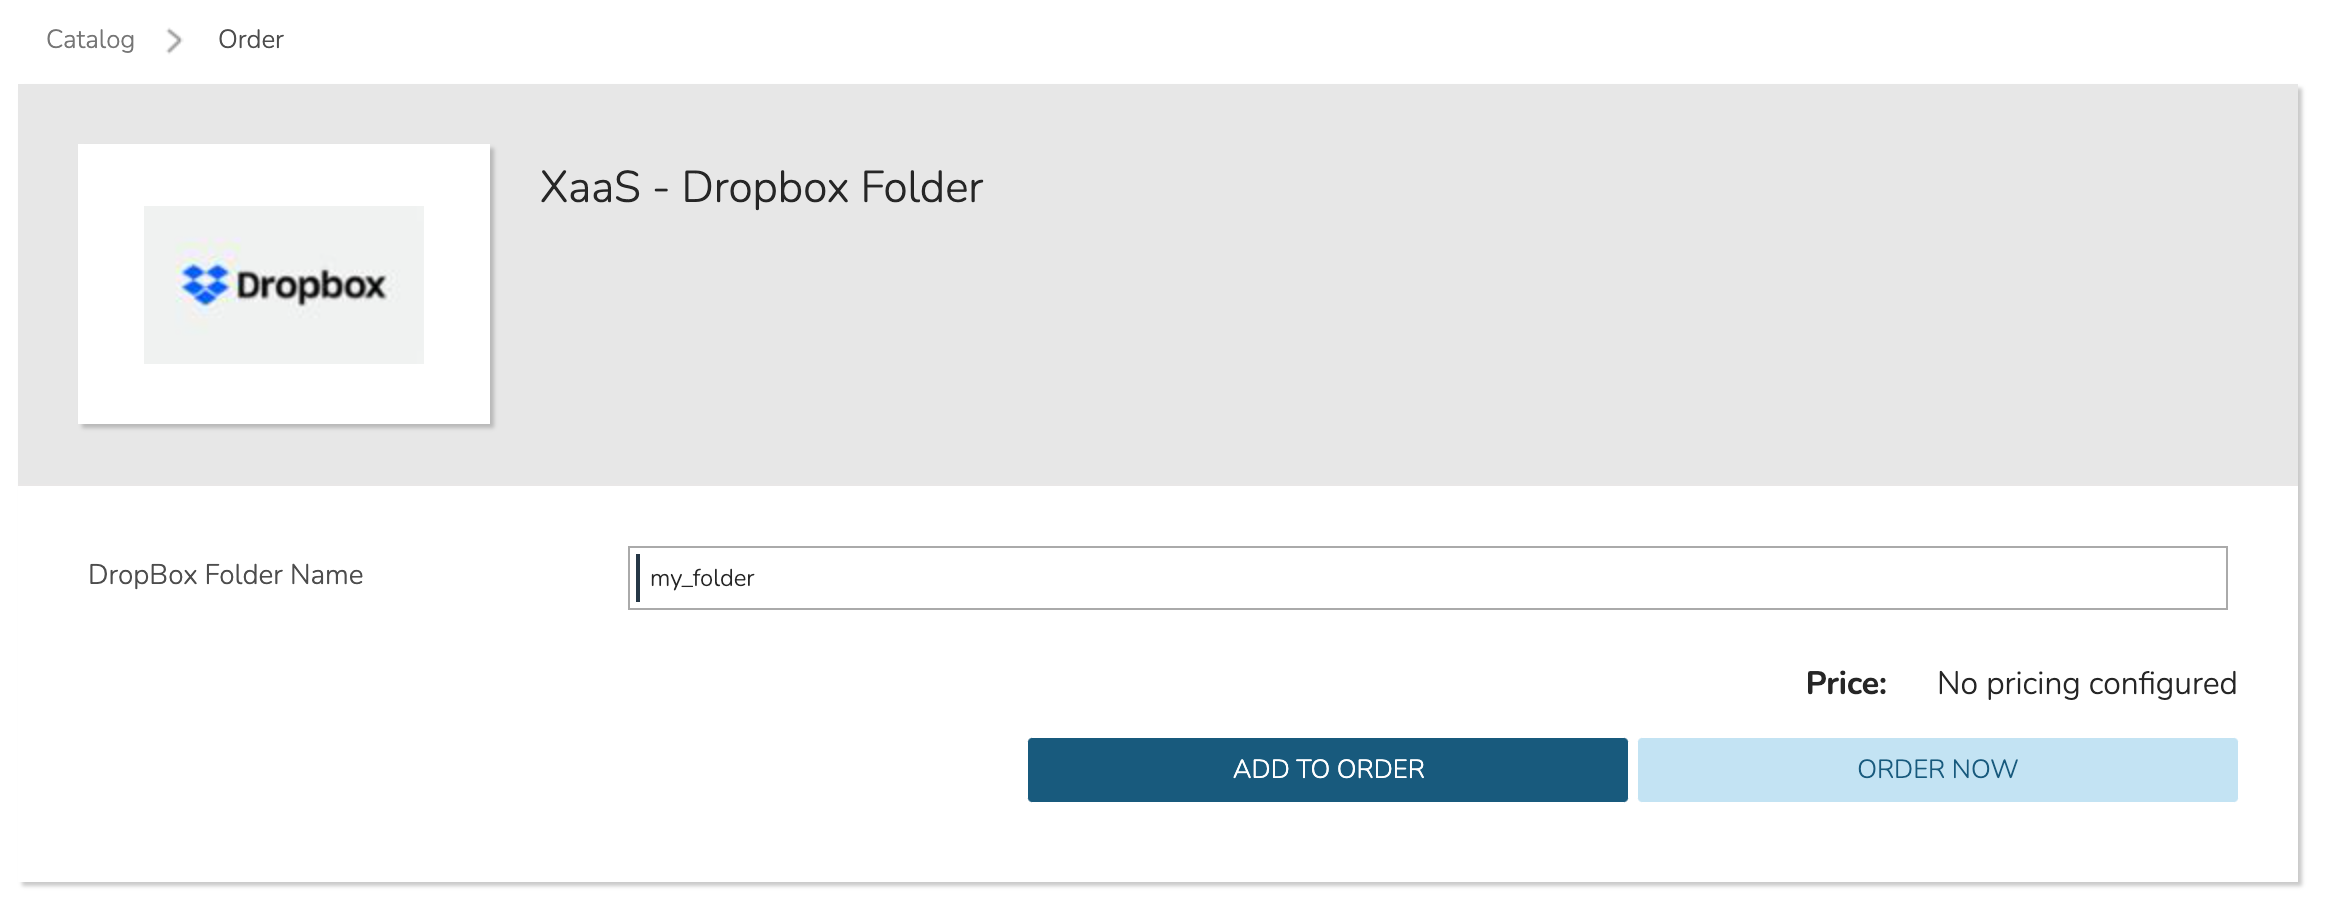 Catalog > Order
XaaS - Dropbox Folder
Dropbox
DropBox Folder Name
my_folder
Price: No pricing configured
ADD TO ORDER
ORDER NOW